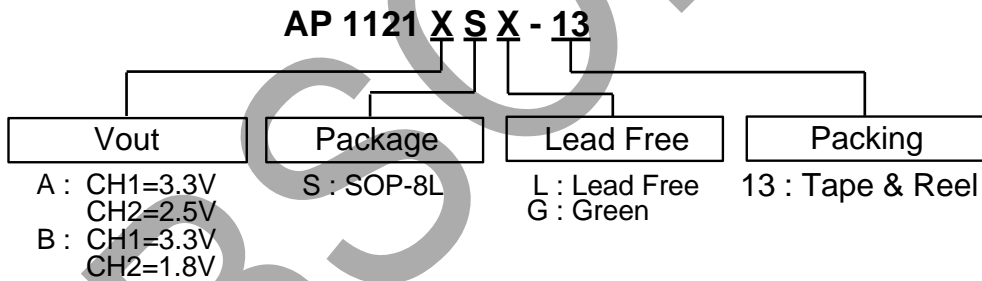 AP 1121 X S X - 13
Vout
Package
Lead Free
Packing
A : CH1=3.3V
CH2=2.5V
B : CH1=3.3V
CH2=1.8V
S : SOP-8L
L : Lead Free
G : Green
13 : Tape & Reel